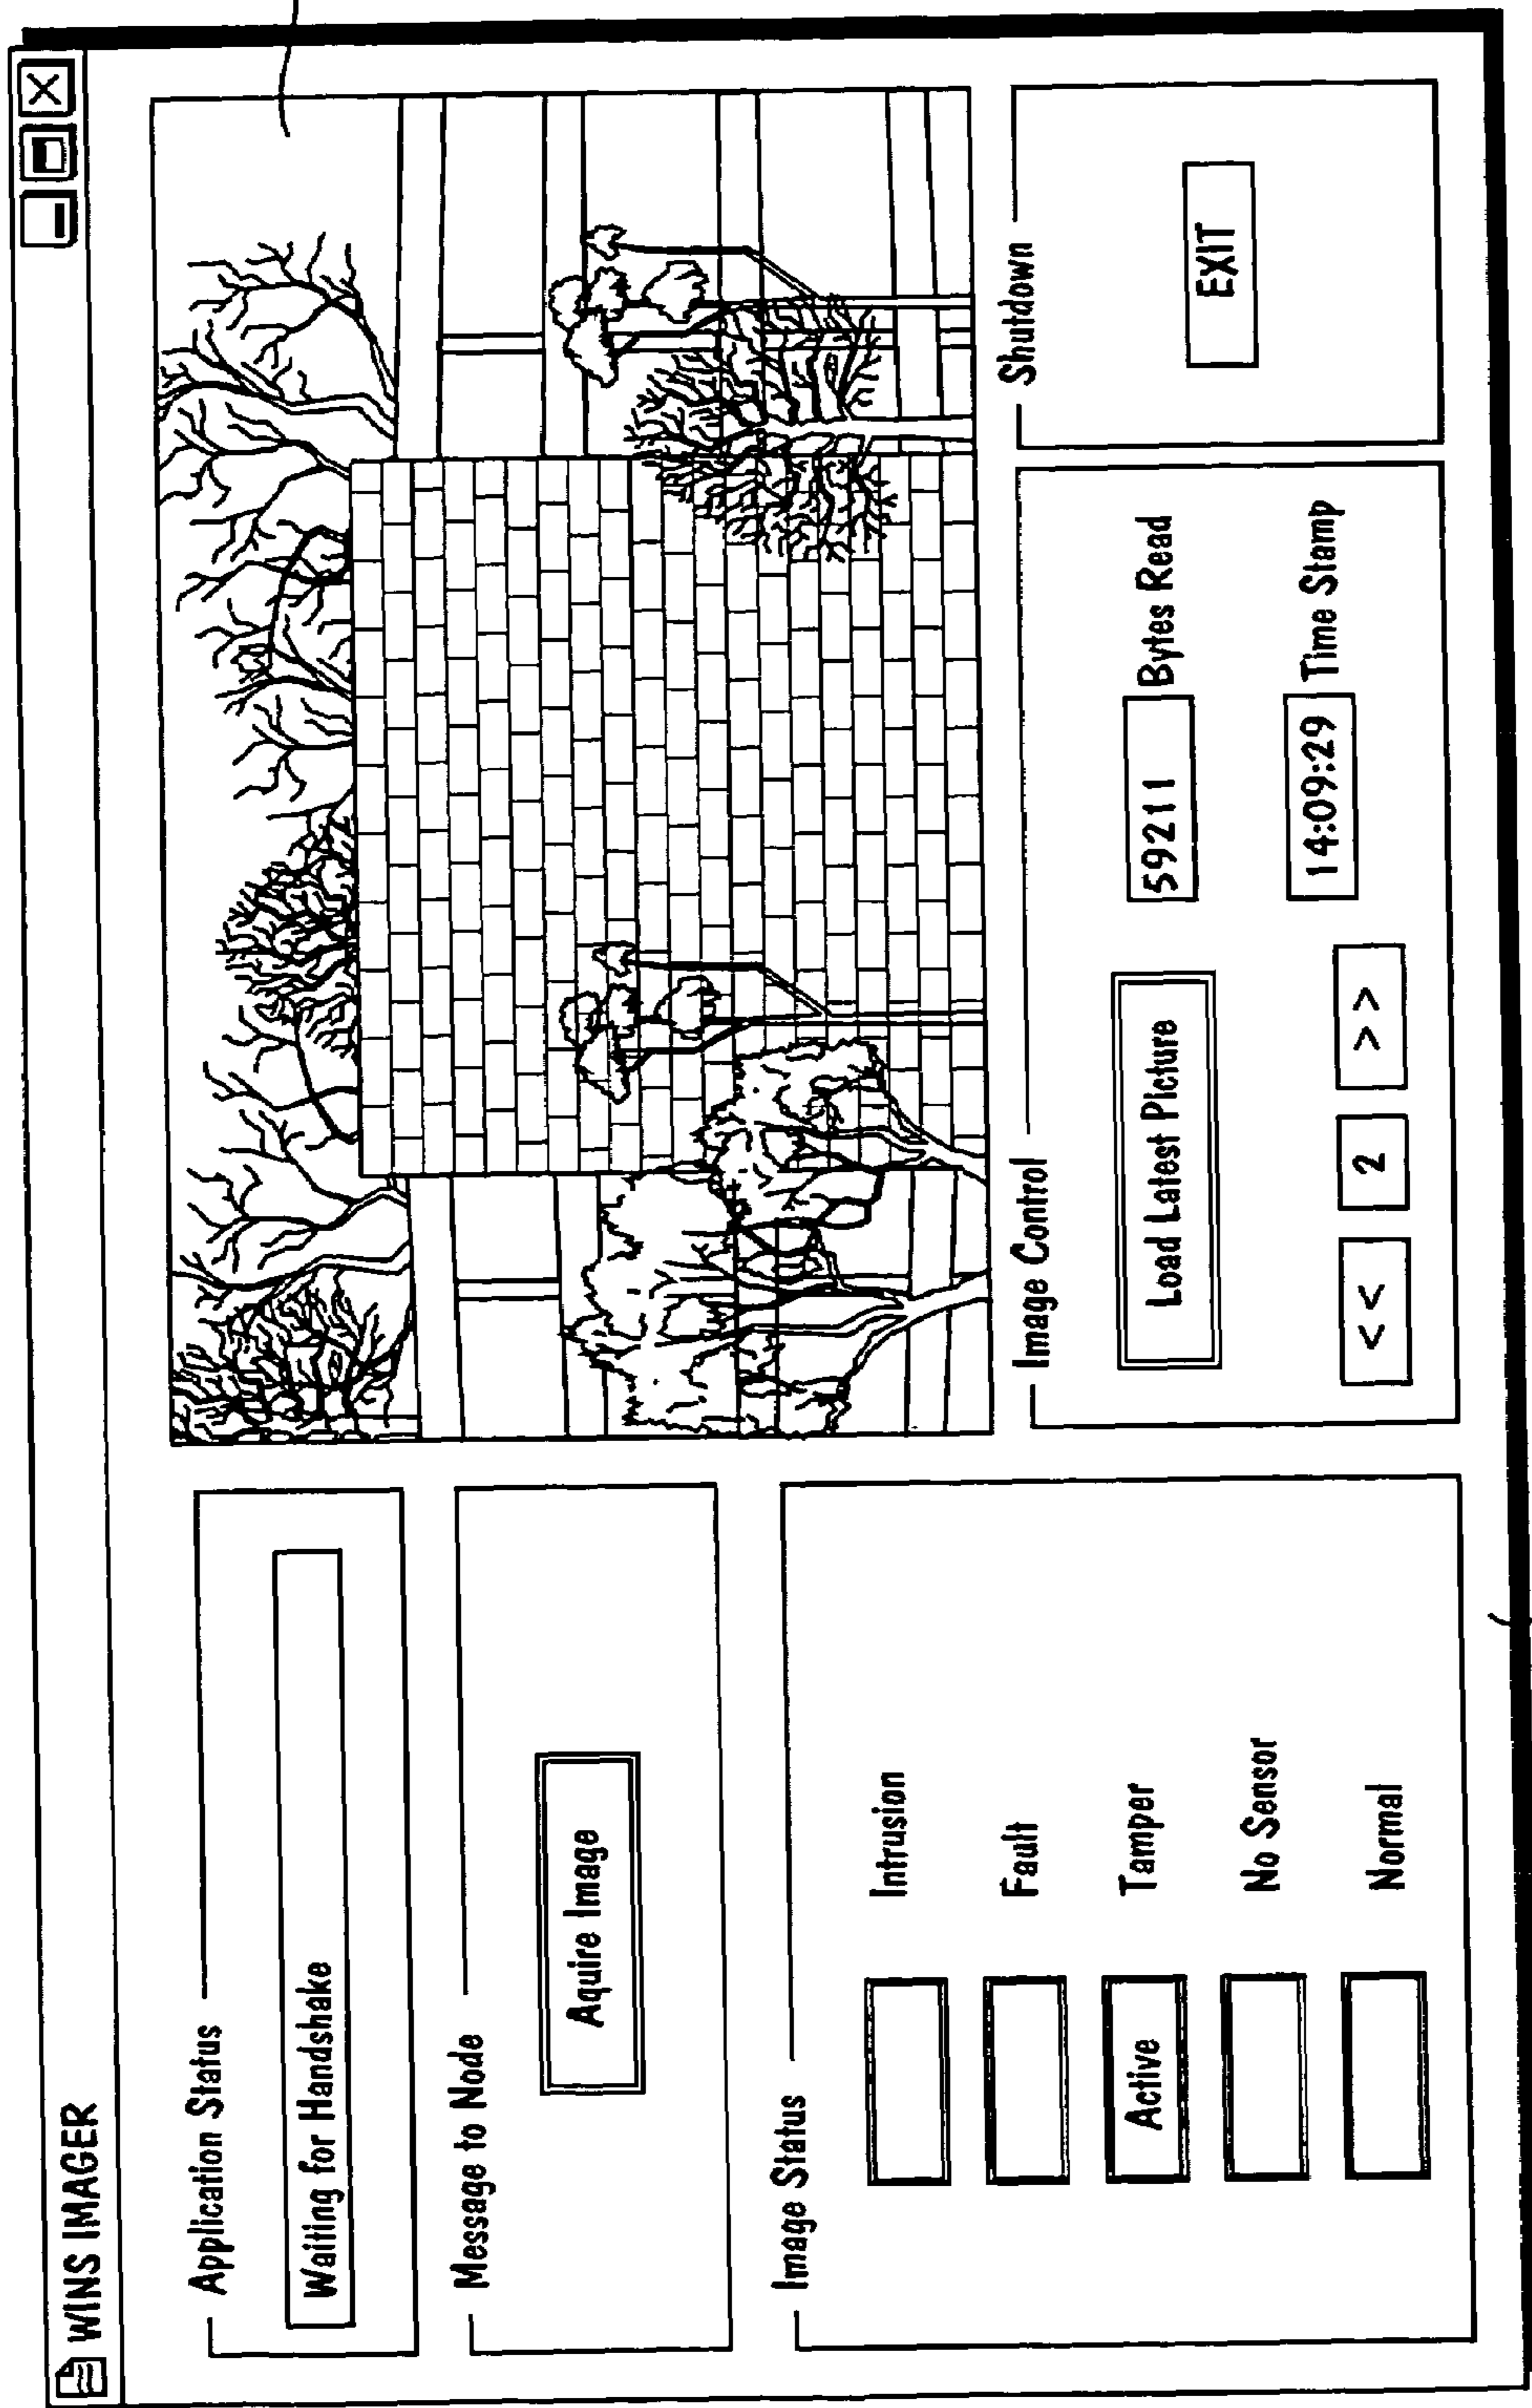 WINS IMAGER
Application Status
Waiting for Handshake
Message to Node
Aquire Image
Image Status
Intrusion
Fault
Active Tamper
No Sensor
Normal
Image Control
Load Latest Picture
59211 Bytes Read
<< 2 >>
14:09:29 Time Stamp
Shutdown
EXIT